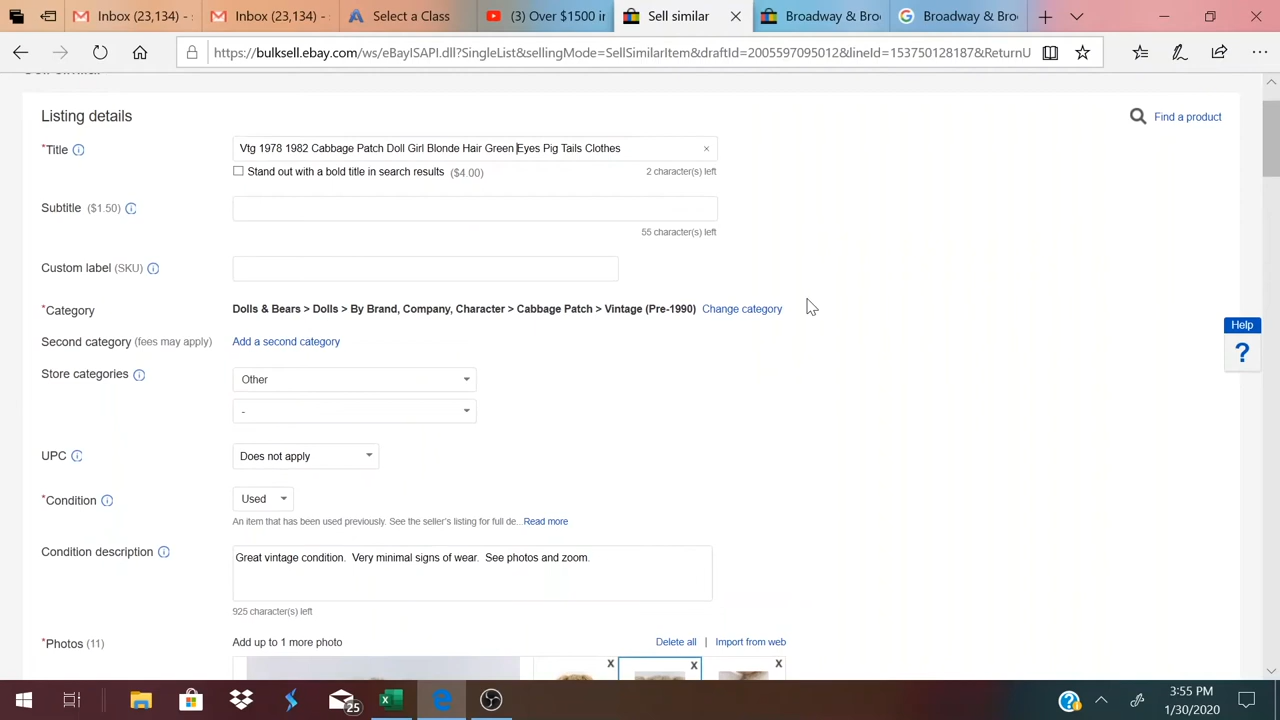 Inbox (23,134) -
Inbox (23,134) -
Select a Class
(3) Over $1500 in
Sell similar
Broadway & Bro
Broadway & Bro
https://bulksell.ebay.com/ws/eBayISAPI.dll?SingleList&sellingMode=SellSimilarItem&draftId=2005597095012&lineId=153750128187&ReturnU
Listing details
Find a product
*Title
Vtg 1978 1982 Cabbage Patch Doll Girl Blonde Hair Green Eyes Pig Tails Clothes
Stand out with a bold title in search results ($4.00)
2 character(s) left
Subtitle ($1.50)
55 character(s) left
Custom label (SKU)
*Category
Dolls & Bears > Dolls > By Brand, Company, Character > Cabbage Patch > Vintage (Pre-1990) Change category
Second category (fees may apply)
Add a second category
Store categories
Other
-
UPC
Does not apply
*Condition
Used
An item that has been used previously. See the seller's listing for full de...Read more
Condition description
Great vintage condition. Very minimal signs of wear. See photos and zoom.
925 character(s) left
*Photos (11)
Add up to 1 more photo
Delete all | Import from web
Help
?
25
3:55 PM
1/30/2020